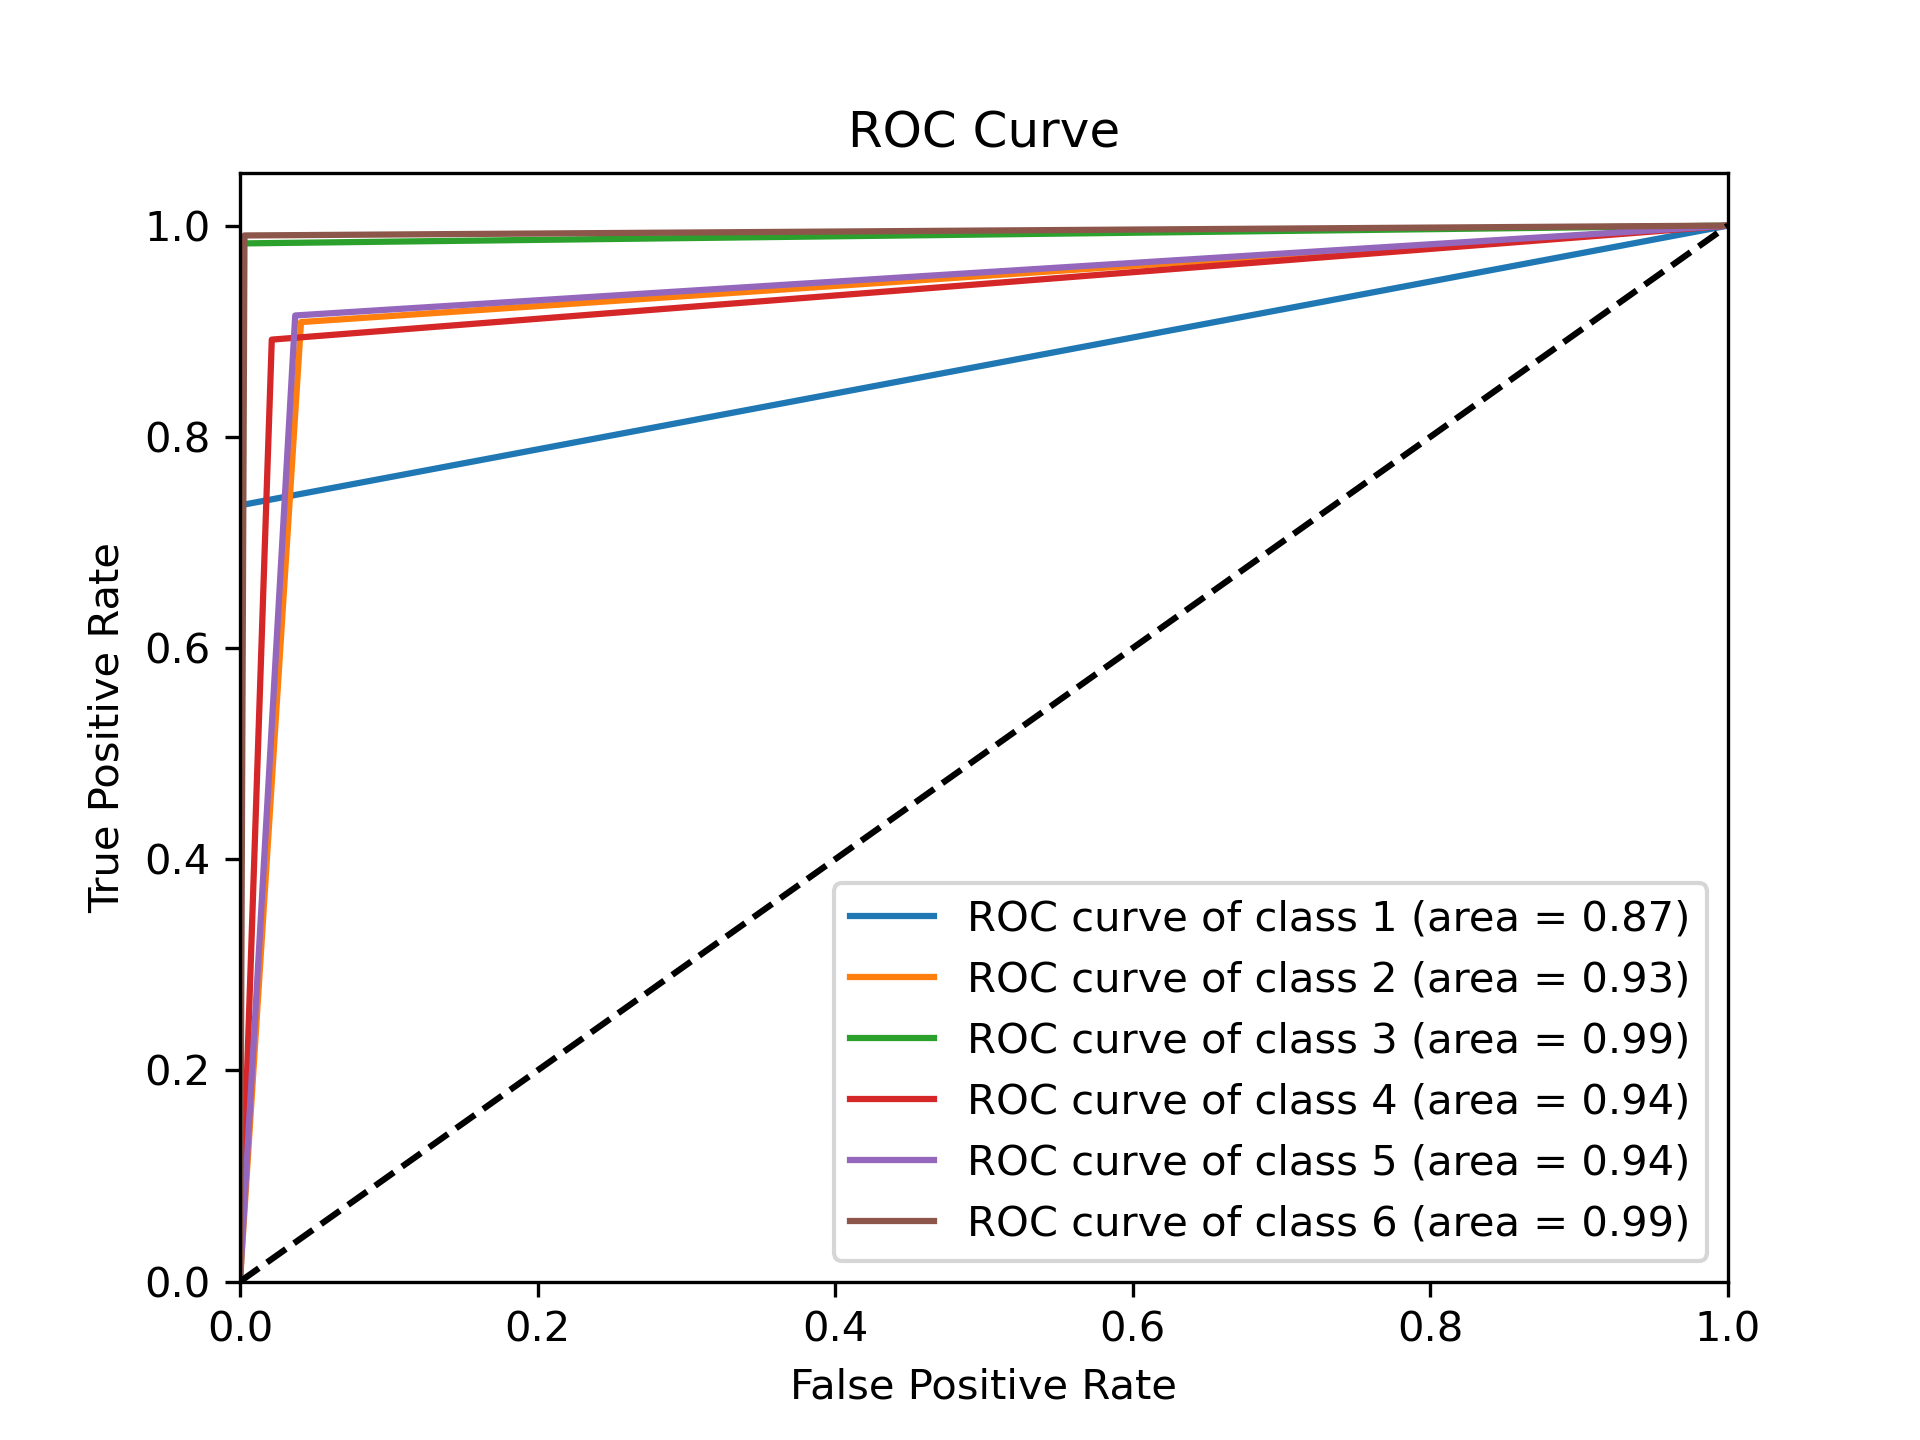 ROC Curve
1.0
0.8
0.6
0.4
0.2
0.0
True Positive Rate
ROC curve of class 1 (area = 0.87)
ROC curve of class 2 (area = 0.93)
ROC curve of class 3 (area = 0.99)
ROC curve of class 4 (area = 0.94)
ROC curve of class 5 (area = 0.94)
ROC curve of class 6 (area = 0.99)
0.0 0.2 0.4 0.6 0.8 1.0
False Positive Rate